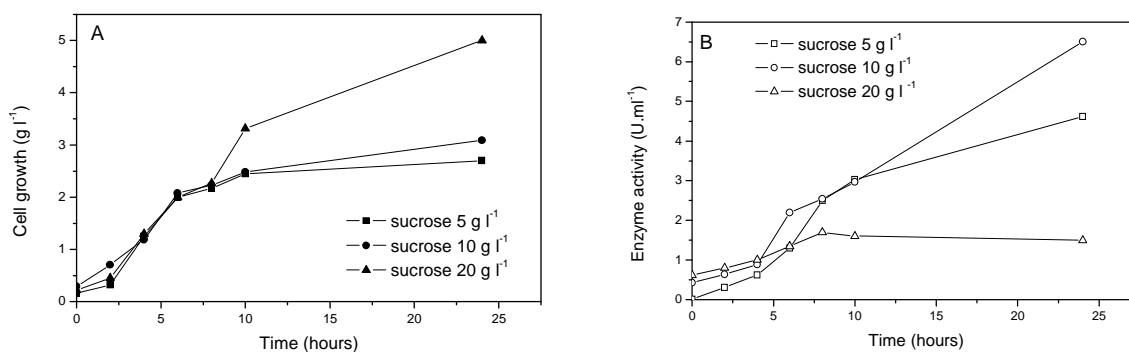 A
5
4
3
2
1
0
Cell growth (g l⁻¹)
sucrose 5 g l⁻¹
sucrose 10 g l⁻¹
sucrose 20 g l⁻¹
0 5 10 15 20 25
Time (hours)
B
7
6
5
4
3
2
1
0
Enzyme activity (U.ml⁻¹)
sucrose 5 g l⁻¹
sucrose 10 g l⁻¹
sucrose 20 g l⁻¹
0 5 10 15 20 25
Time (hours)